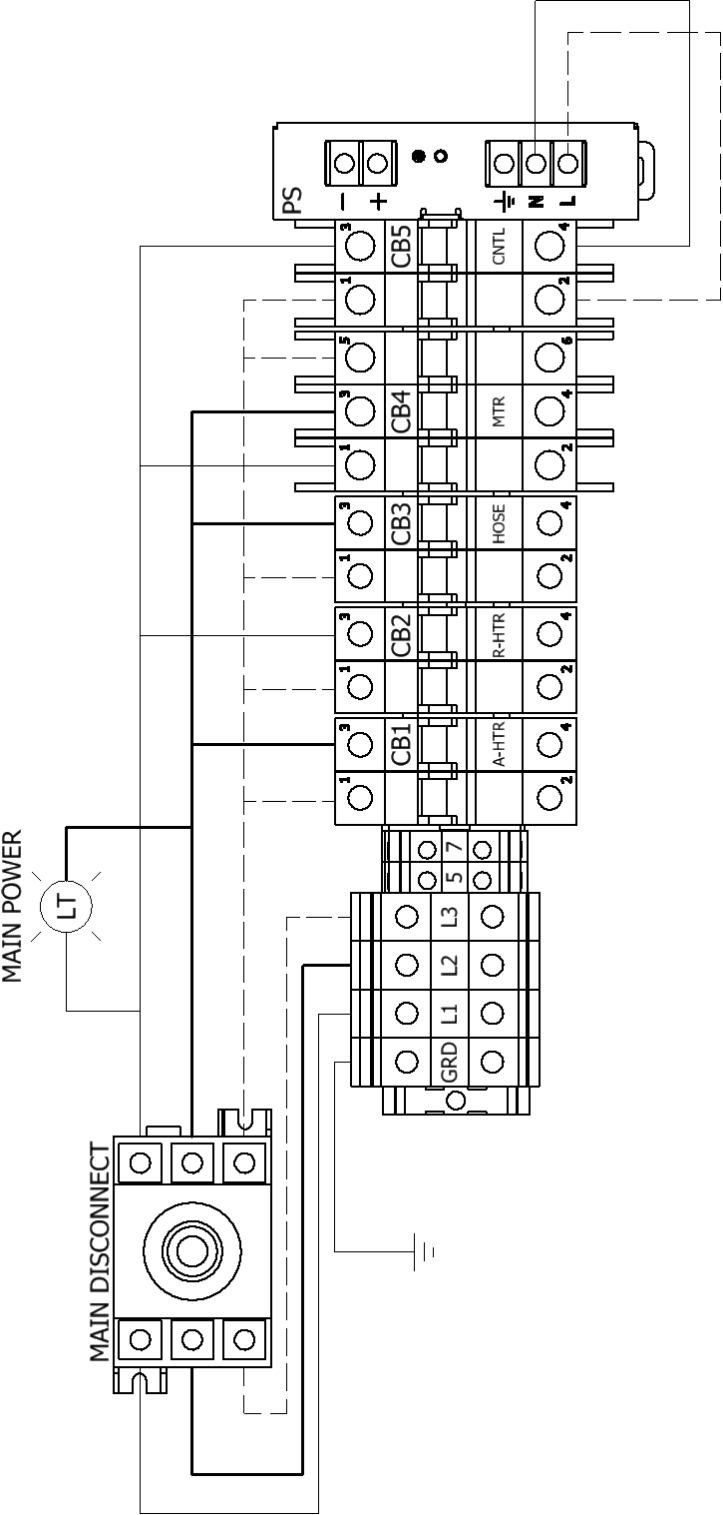 PS
− +
N L
3 CB5 CNTL 4
1 2
5 6
3 CB4 MTR 4
1 2
3 CB3 HOSE 4
1 2
3 CB2 R-HTR 4
1 2
3 CB1 A-HTR 4
1 2
7
5
L3
L2
L1
GRD
MAIN POWER
LT
MAIN DISCONNECT